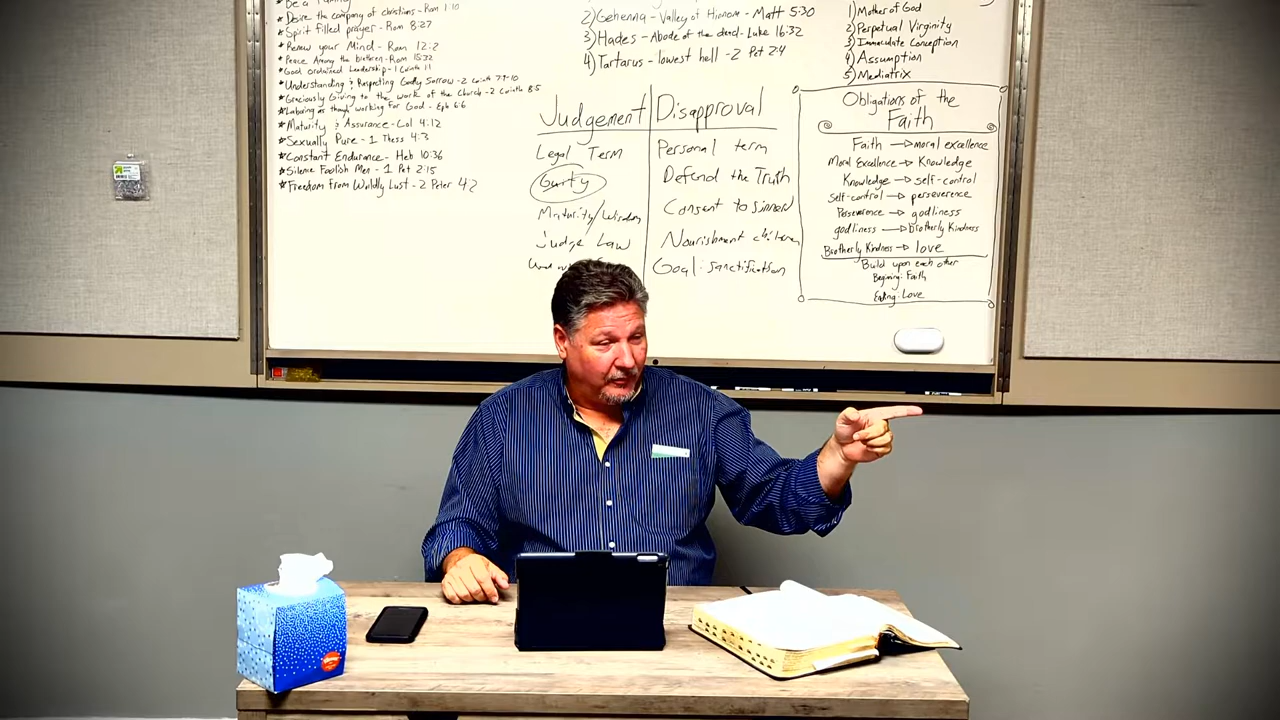 * Be a Family
* Desire the company of christians - Rom 1:10
* Spirit filled prayer - Rom 8:27
* Renew your Mind - Rom 12:2
* Peace Among the brethren - Rom 15:32
* God ordained Leadership - 1 Corinth 1:1
* Understanding & Respecting Godly Sorrow - 2 Corinth 7:9-10
* Graciously Giving to the work of the Church - 2 Corinth 8:5
* Laboring as though working For God - Eph 6:6
* Maturity & Assurance - Col 4:12
* Sexually Pure - 1 Thess 4:3
* Constant Endurance - Heb 10:36
* Silence Foolish Men - 1 Pet 2:15
* Freedom From Worldly Lust - 2 Peter 4:2
2) Gehenna - Valley of Hinnom - Matt 5:30
3) Hades - Abode of the dead - Luke 16:32
4) Tartarus - lowest hell - 2 Pet 2:4
1) Mother of God
2) Perpetual Virginity
3) Immaculate Conception
4) Assumption
5) Mediatrix
Judgement
Legal Term
Guilty
Maturity/Wisdom
Judge Law
Disapproval
Personal term
Defend the Truth
Consent to sinner
Nourishment children
Goal: sanctification
Obligations of the
Faith
Faith → moral excellence
Moral Excellence → Knowledge
Knowledge → self-control
Self-control → perseverence
Perseverence → godliness
godliness → Brotherly Kindness
Brotherly Kindness → love
Build upon each other
Begining: Faith
Ending: Love